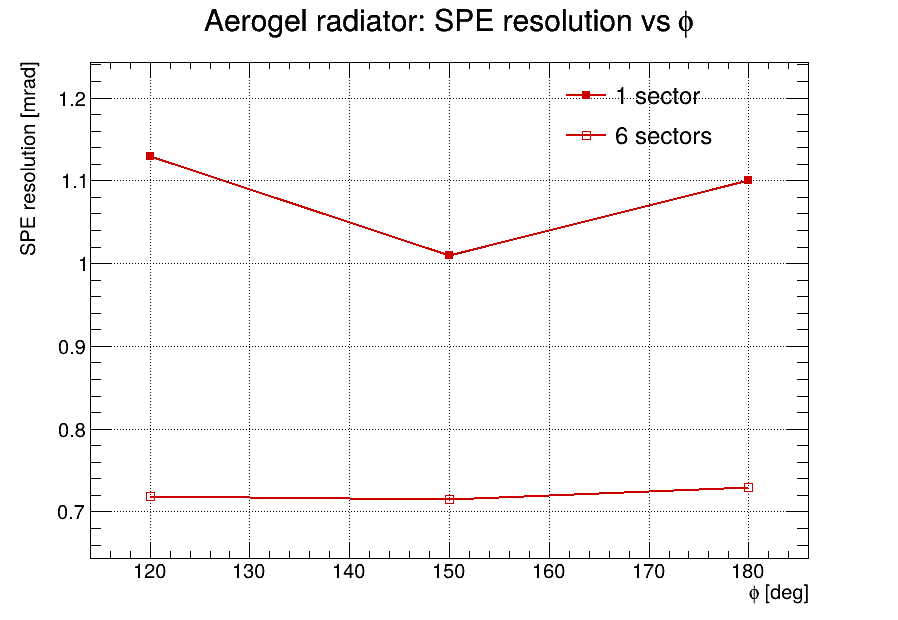 Aerogel radiator: SPE resolution vs ϕ
SPE resolution [mrad]
1.2
1.1
1
0.9
0.8
0.7
1 sector
6 sectors
120 130 140 150 160 170 180
ϕ [deg]